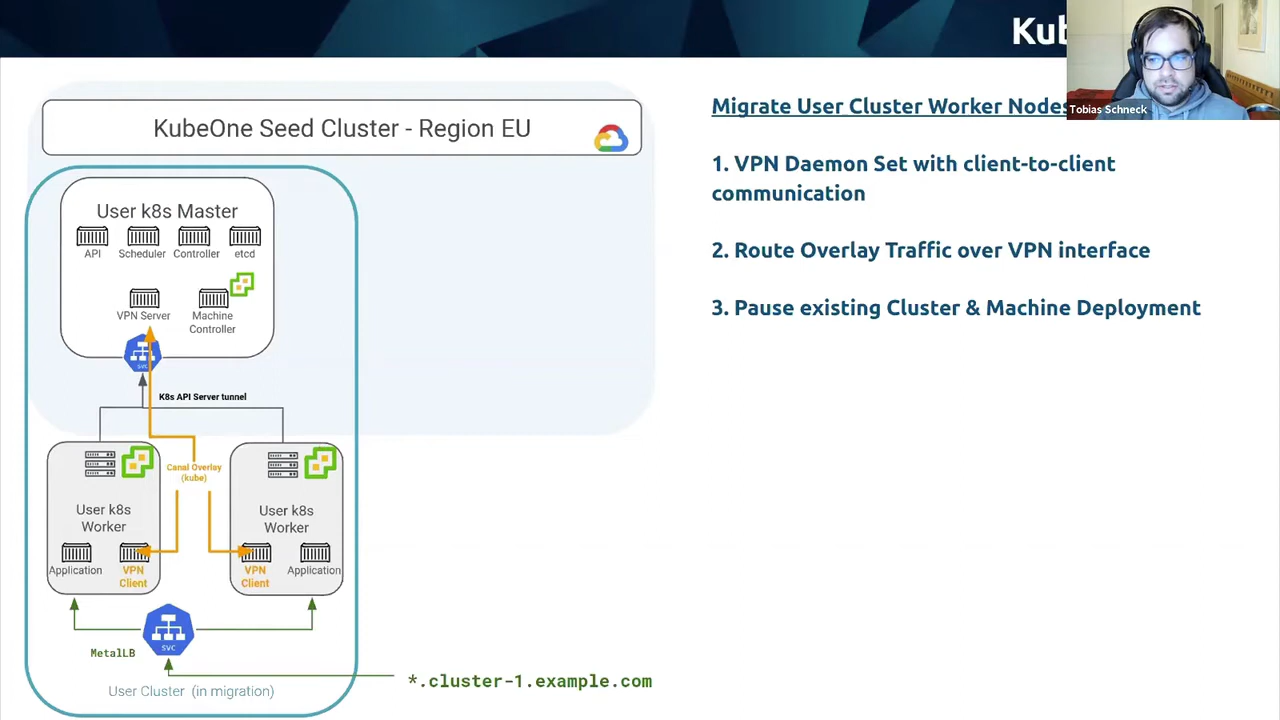 Kub
Tobias Schneck
KubeOne Seed Cluster - Region EU
Migrate User Cluster Worker Nodes
1. VPN Daemon Set with client-to-client
communication
2. Route Overlay Traffic over VPN interface
3. Pause existing Cluster & Machine Deployment
User k8s Master
API Scheduler Controller etcd
VPN Server
Machine
Controller
svc
K8s API Server tunnel
Canal Overlay
(kube)
User k8s
Worker
Application
VPN
Client
User k8s
Worker
VPN
Client
Application
svc
MetalLB
*.cluster-1.example.com
User Cluster (in migration)